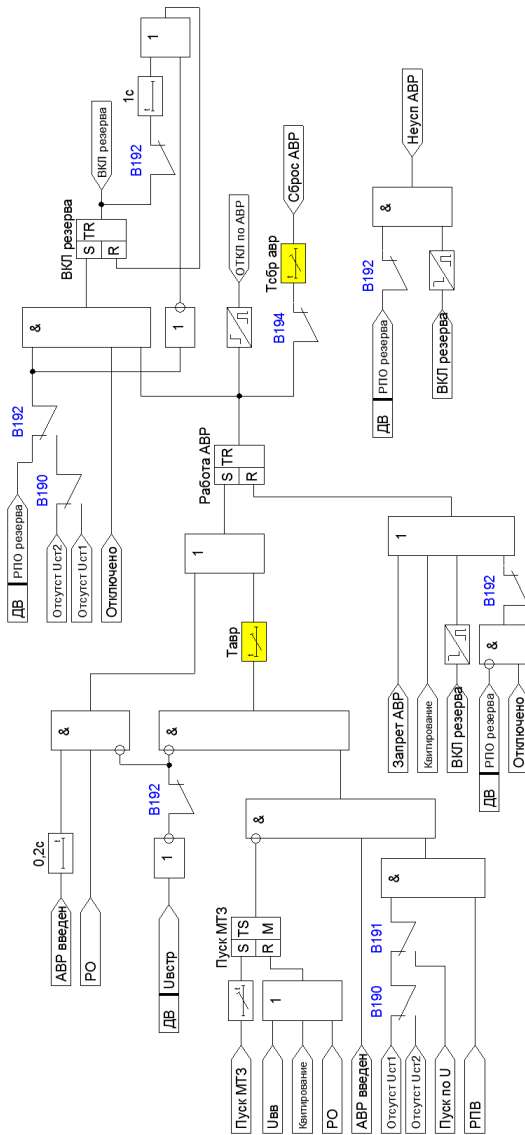 АВР введен
0,2с
РО
&
ДВ
Uвстр
1
В192
&
Пуск МТЗ
Пуск МТЗ
S TS
R M
Uвв
Квитирование
РО
1
АВР введен
&
Отсутст Uст1
Отсутст Uст2
В190
В191
Пуск по U
РПВ
&
Тавр
1
Работа АВР
S TR
R
ДВ
РПО резерва
В192
Отсутст Uст2
Отсутст Uст1
В190
Отключено
&
1
ВКЛ резерва
S TR
R
ВКЛ резерва
В192
1с
1
ОТКЛ по АВР
В194
Тсбр авр
Сброс АВР
Запрет АВР
Квитирование
ВКЛ резерва
ДВ
РПО резерва
Отключено
&
В192
1
ДВ
РПО резерва
В192
ВКЛ резерва
&
Неусп АВР